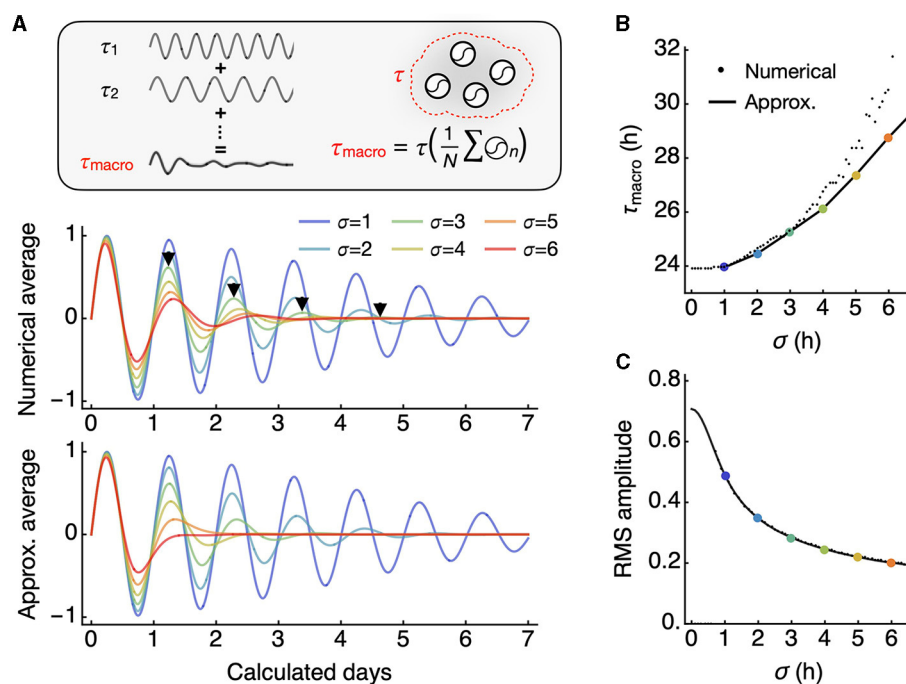 A
τ1
+
τ2
+
=
τmacro
τ
τmacro = τ(1/N ∑ n)
σ=1
σ=3
σ=5
σ=2
σ=4
σ=6
Numerical average
1
0
−1
0 1 2 3 4 5 6 7
Approx. average
1
0
−1
0 1 2 3 4 5 6 7
Calculated days
B
τmacro (h)
32
30
28
26
24
Numerical
Approx.
0 1 2 3 4 5 6
σ (h)
C
RMS amplitude
0.8
0.6
0.4
0.2
0.
0 1 2 3 4 5 6
σ (h)